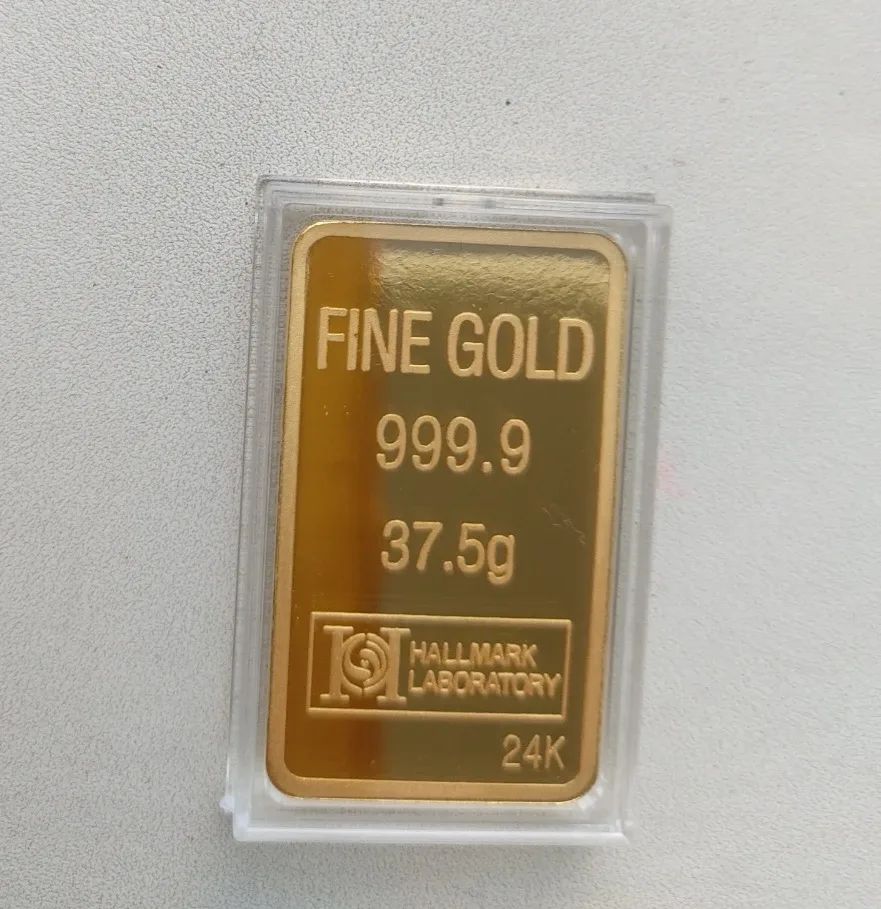 FINE GOLD
999.9
37.5g
HALLMARK
LABORATORY
24K